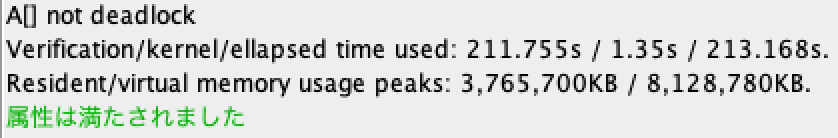 A[] not deadlock
Verification/kernel/ellapsed time used: 211.755s / 1.35s / 213.168s.
Resident/virtual memory usage peaks: 3,765,700KB / 8,128,780KB.
属性は満たされました